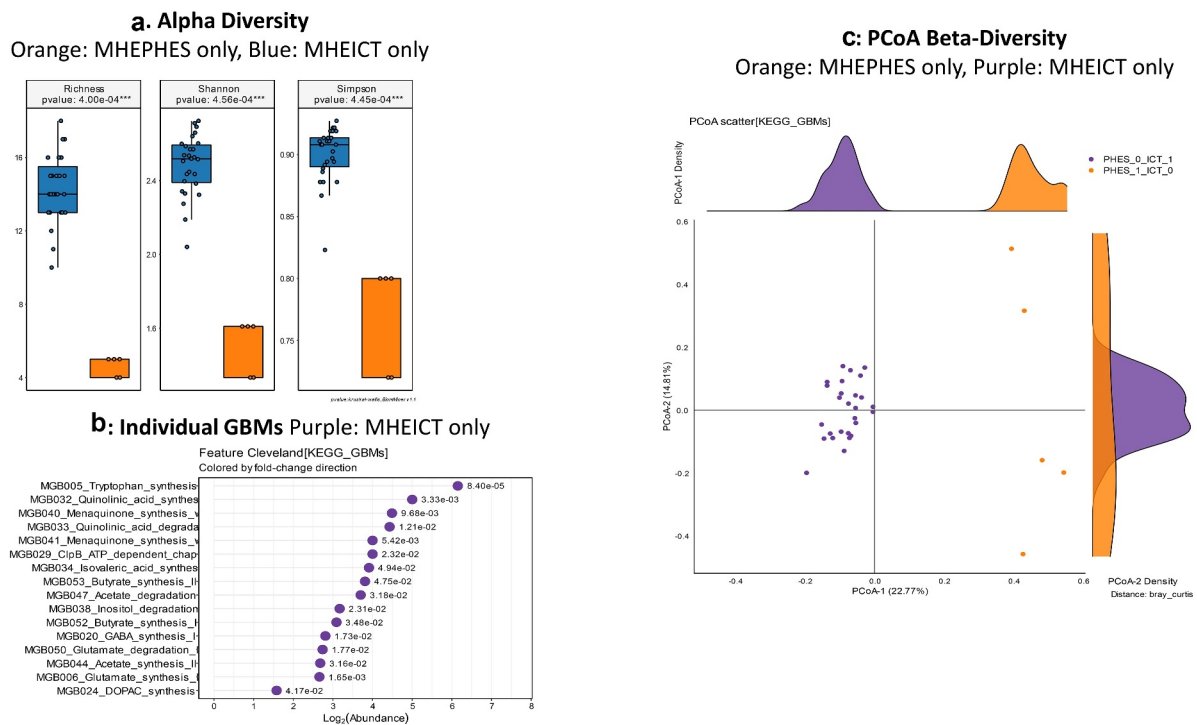 a. Alpha Diversity
Orange: MHEPHES only, Blue: MHEICT only
Richness
pvalue: 4.00e-04***
Shannon
pvalue: 4.56e-04***
Simpson
pvalue: 4.45e-04***
16
12
8
4
2.4
2.0
1.6
0.90
0.85
0.80
0.75
b: Individual GBMs Purple: MHEICT only
Feature Cleveland[KEGG_GBMs]
Colored by fold-change direction
MGB005_Tryptophan_synthesis 8.40e-05
MGB032_Quinolinic_acid_synthes 3.33e-03
MGB040_Menaquinone_synthesis_v 9.68e-03
MGB033_Quinolinic_acid_degrada 1.21e-02
MGB041_Menaquinone_synthesis_ 5.42e-03
MGB029_ClpB_ATP_dependent_chap 2.32e-02
MGB034_Isovaleric_acid_synthes 4.94e-02
MGB053_Butyrate_synthesis_II 4.75e-02
MGB047_Acetate_degradation 3.18e-02
MGB038_Inositol_degradation 2.31e-02
MGB052_Butyrate_synthesis_I 3.48e-02
MGB020_GABA_synthesis_I 1.73e-02
MGB050_Glutamate_degradation_I 1.77e-02
MGB044_Acetate_synthesis_II 3.16e-02
MGB006_Glutamate_synthesis_I 1.65e-03
MGB024_DOPAC_synthesis 4.17e-02
0 1 2 3 4 5 6 7 8
Log2(Abundance)
c: PCoA Beta-Diversity
Orange: MHEPHES only, Purple: MHEICT only
PCoA scatter[KEGG_GBMs]
PCoA-1 Density
PHES_0_ICT_1
PHES_1_ICT_0
0.6
0.4
0.2
0.0
-0.2
-0.4
PCoA-2 (14.81%)
-0.4 -0.2 0.0 0.2 0.4 0.6
PCoA-1 (22.77%)
PCoA-2 Density
Distance: bray_curtis